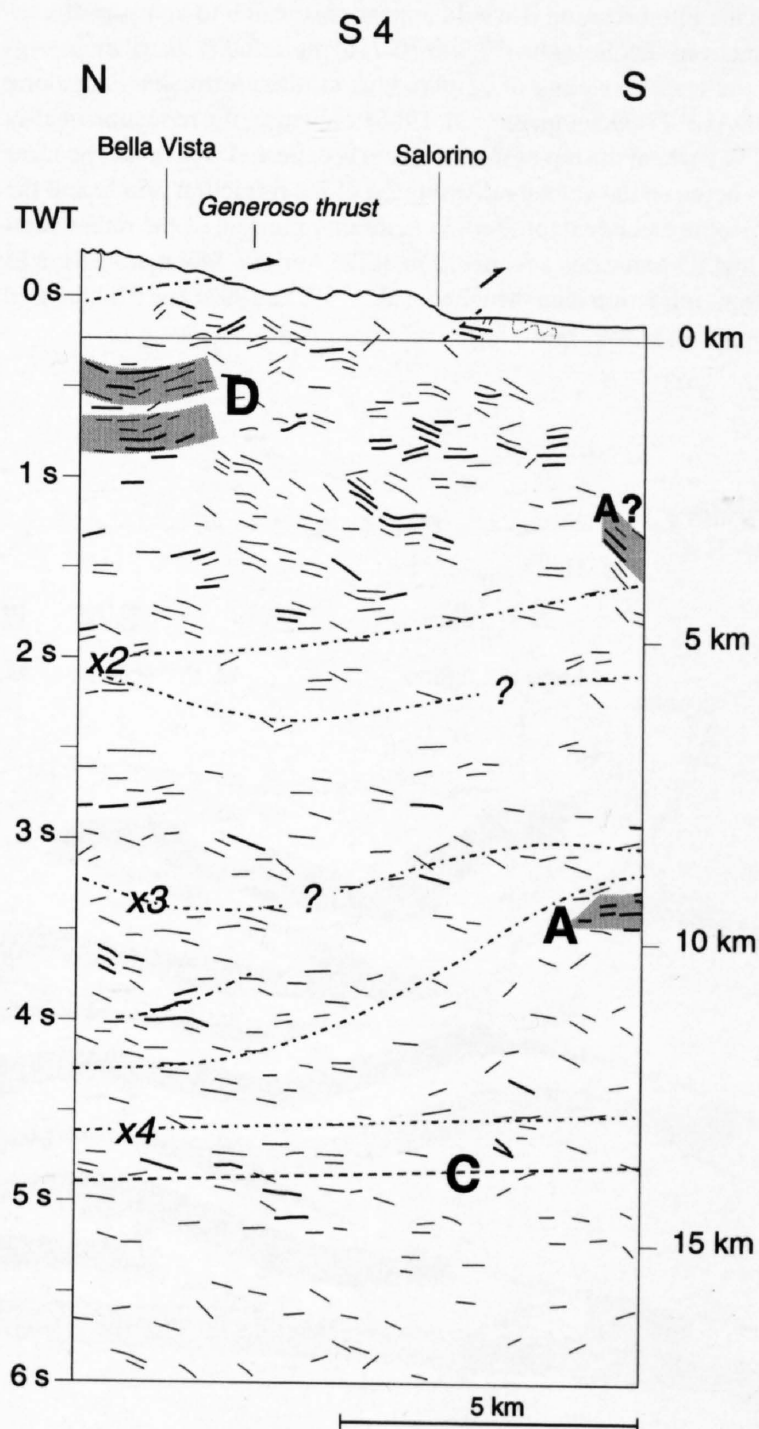 S 4
N
S
Bella Vista
Salorino
Generoso thrust
TWT
0 s
0 km
D
1 s
A?
x2
2 s
5 km
?
3 s
x3
?
A
10 km
4 s
x4
C
5 s
15 km
6 s
5 km